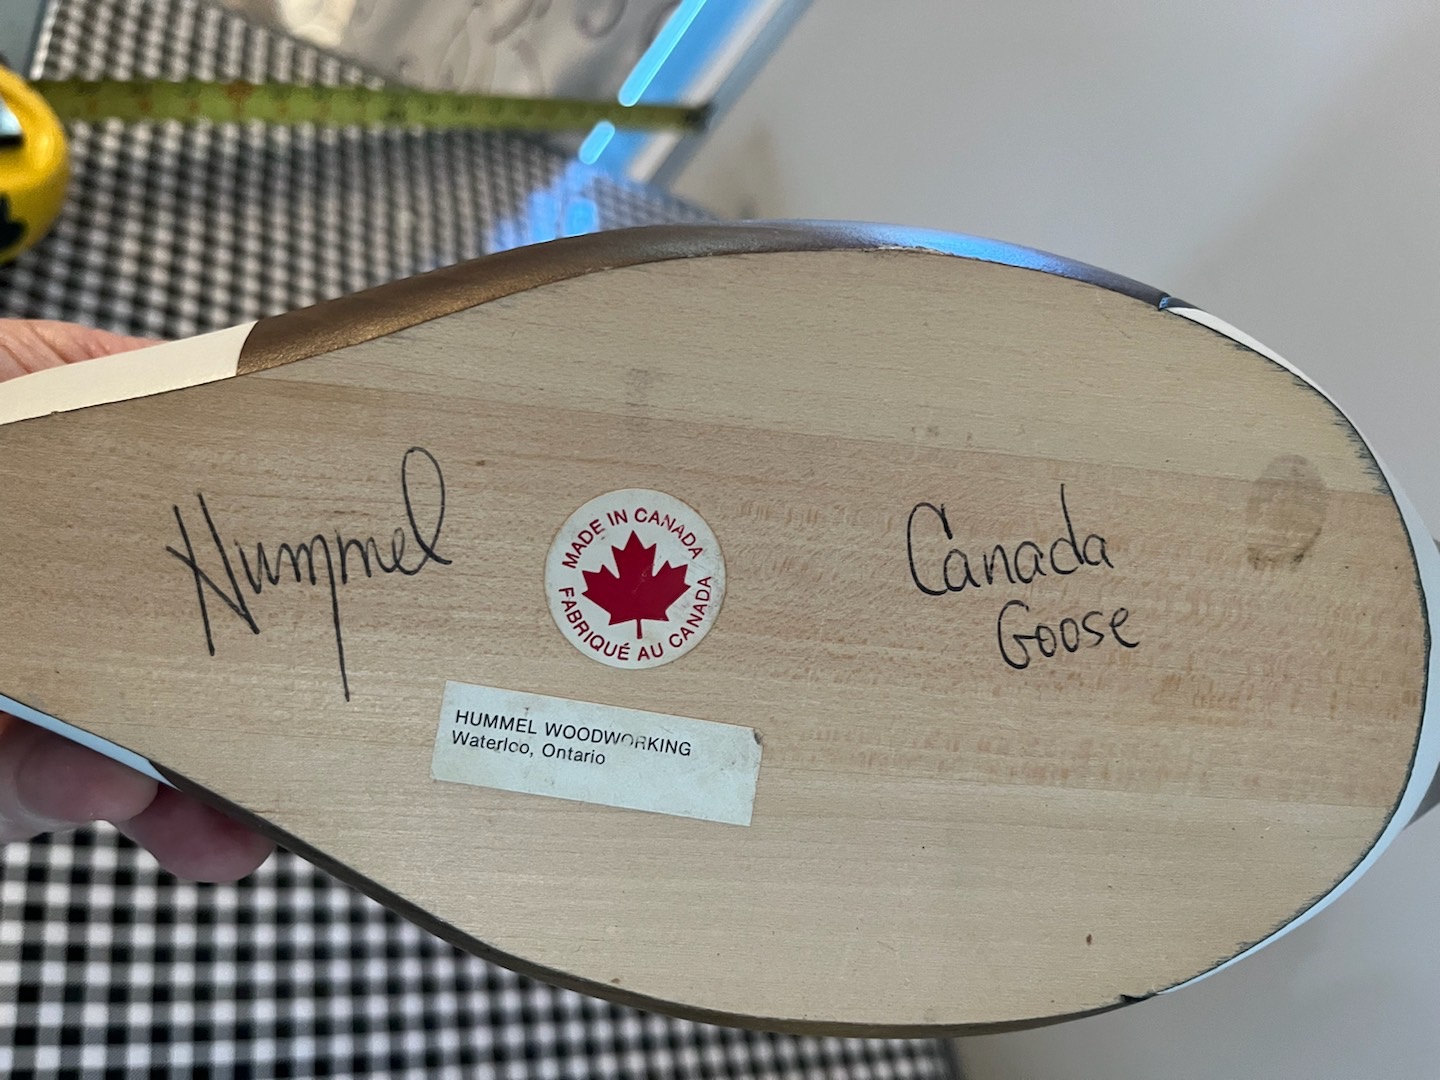 Hummel
MADE IN CANADA
FABRIQUÉ AU CANADA
Canada
Goose
HUMMEL WOODWORKING
Waterloo, Ontario